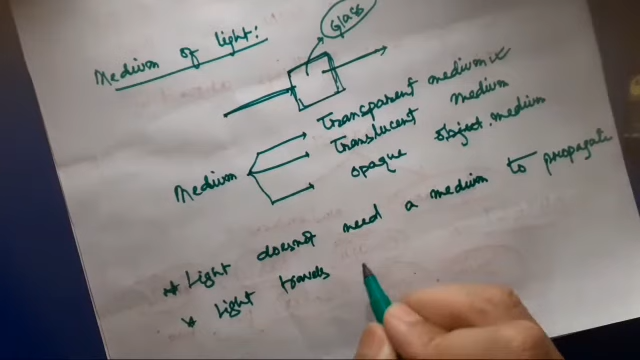 Medium of light:
Glass
Transparent medium
Translucent medium
Medium
opaque object. medium
* Light doesnot need a medium to propagate
* Light travels